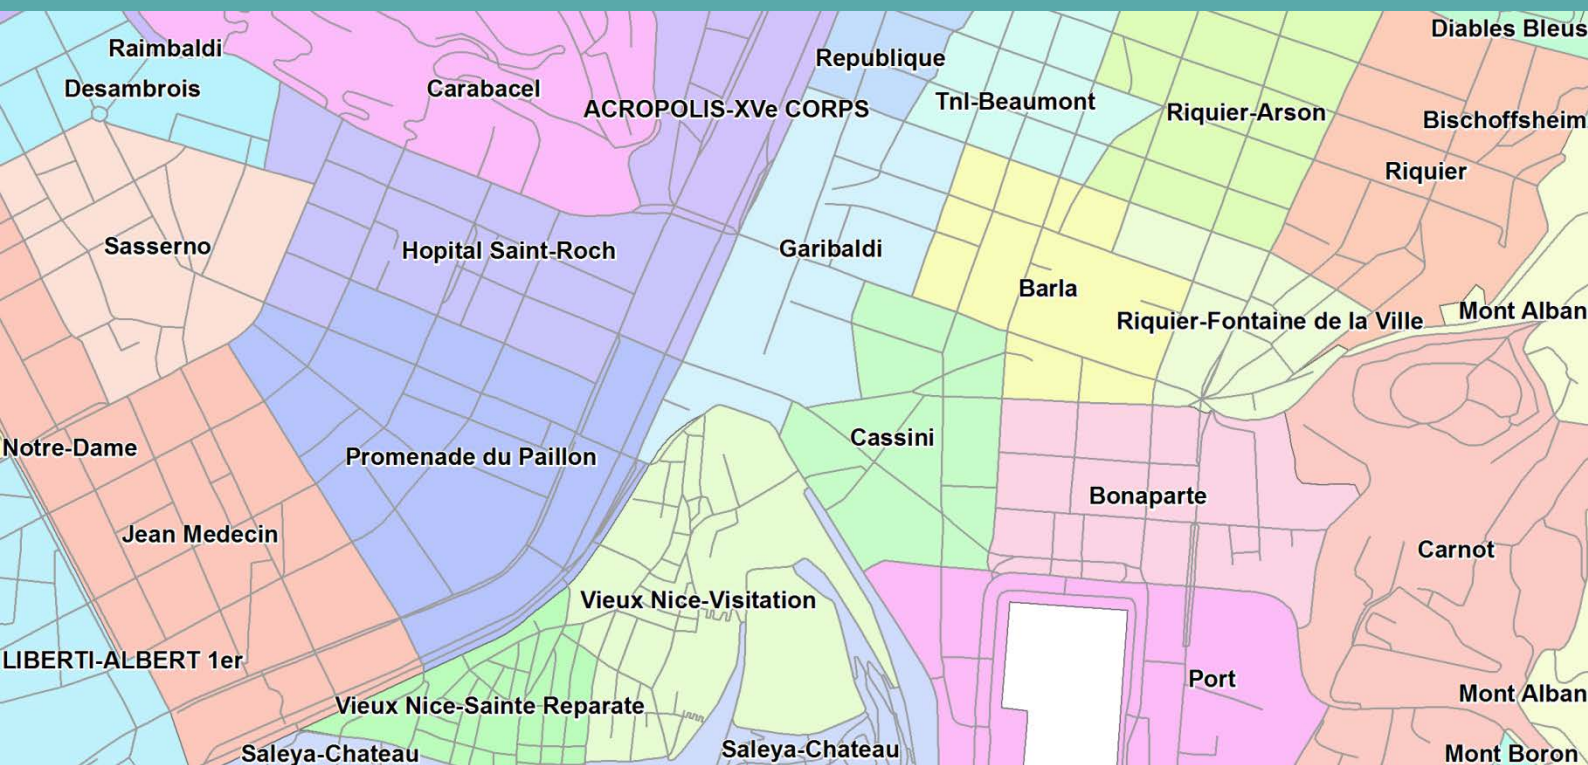 Diables Bleus
Raimbaldi
Republique
Desambrois
Carabacel
ACROPOLIS-XVe CORPS
Tnl-Beaumont
Riquier-Arson
Bischoffsheim
Riquier
Sasserno
Hopital Saint-Roch
Garibaldi
Barla
Riquier-Fontaine de la Ville
Mont Alban
Notre-Dame
Promenade du Paillon
Cassini
Bonaparte
Jean Medecin
Carnot
Vieux Nice-Visitation
LIBERTI-ALBERT 1er
Port
Mont Alban
Vieux Nice-Sainte Reparate
Saleya-Chateau
Saleya-Chateau
Mont Boron